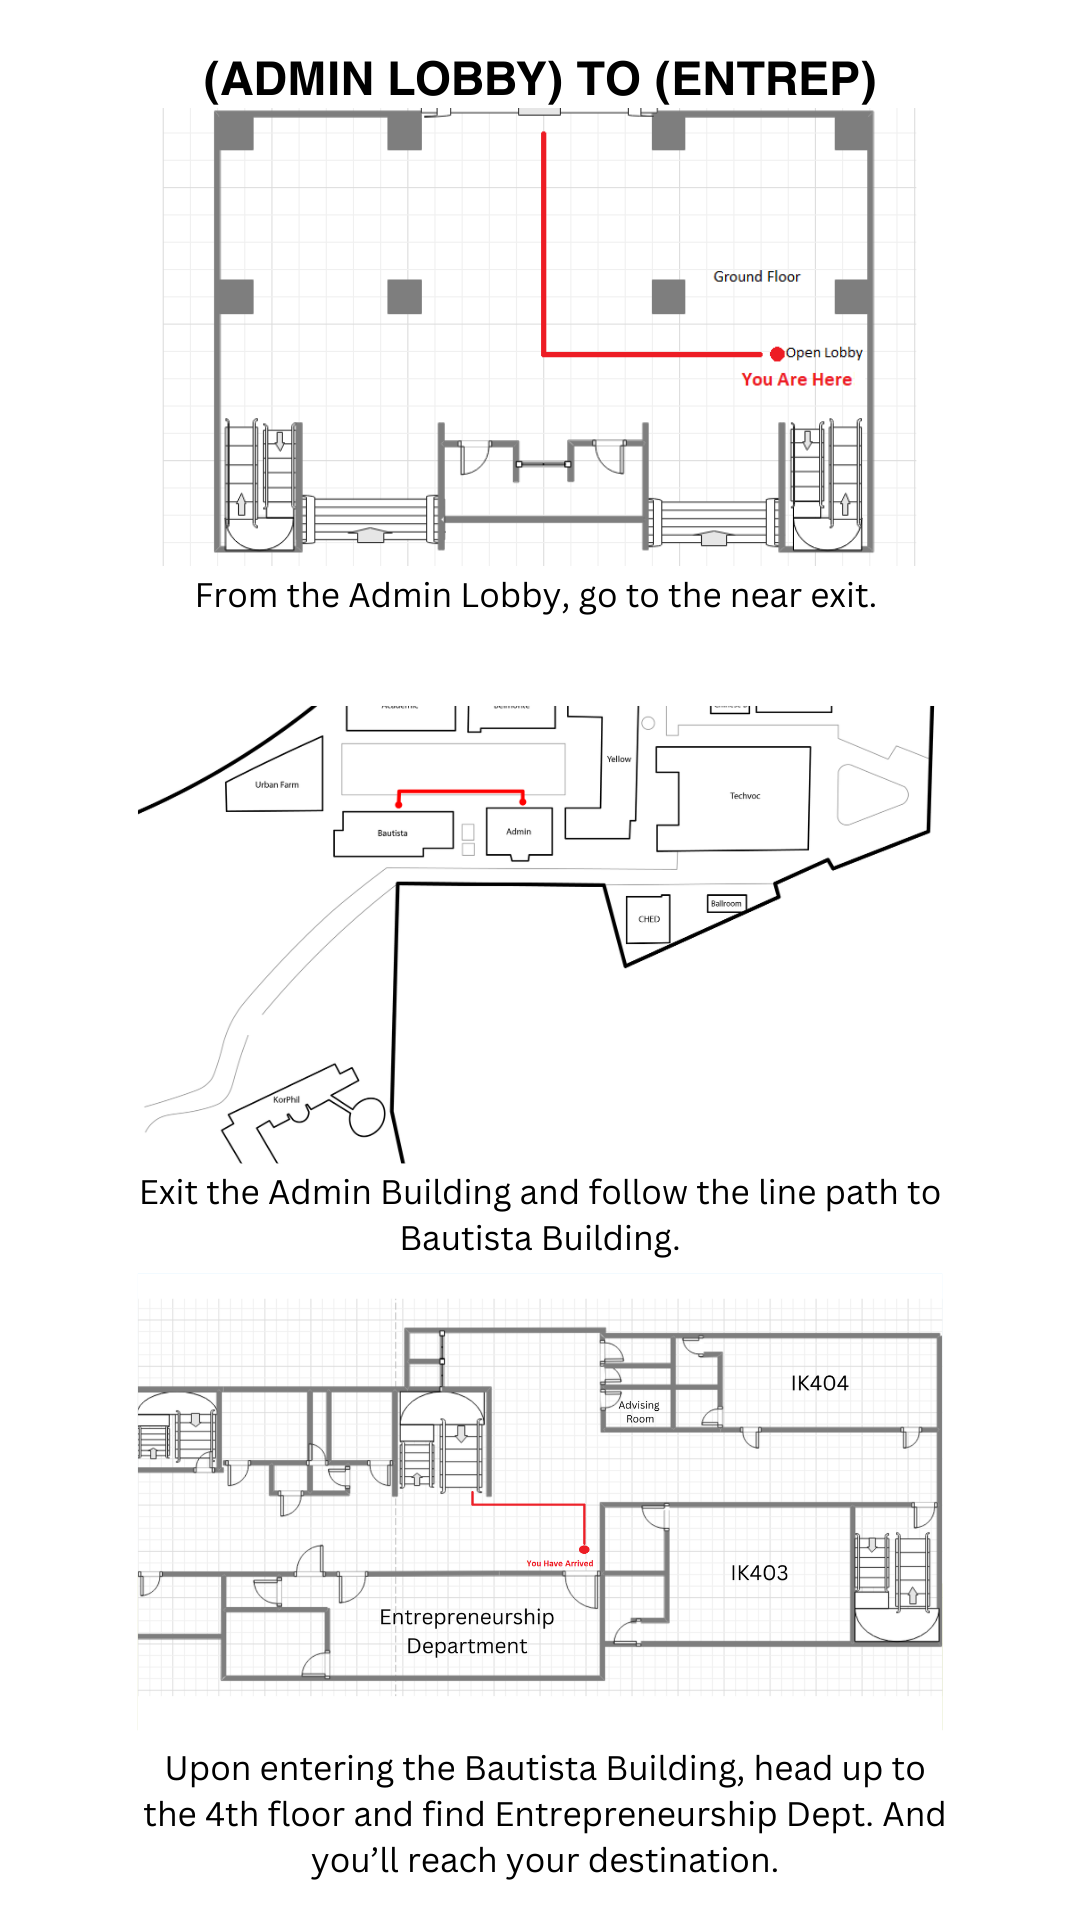 (ADMIN LOBBY) TO (ENTREP)
Ground Floor
Open Lobby
You Are Here
From the Admin Lobby, go to the near exit.
Urban Farm
Yellow
Techvoc
Bautista
Admin
CHED
Ballroom
KorPhil
Exit the Admin Building and follow the line path to
Bautista Building.
IK404
Advising
Room
You Have Arrived
IK403
Entrepreneurship
Department
Upon entering the Bautista Building, head up to
the 4th floor and find Entrepreneurship Dept. And
you’ll reach your destination.